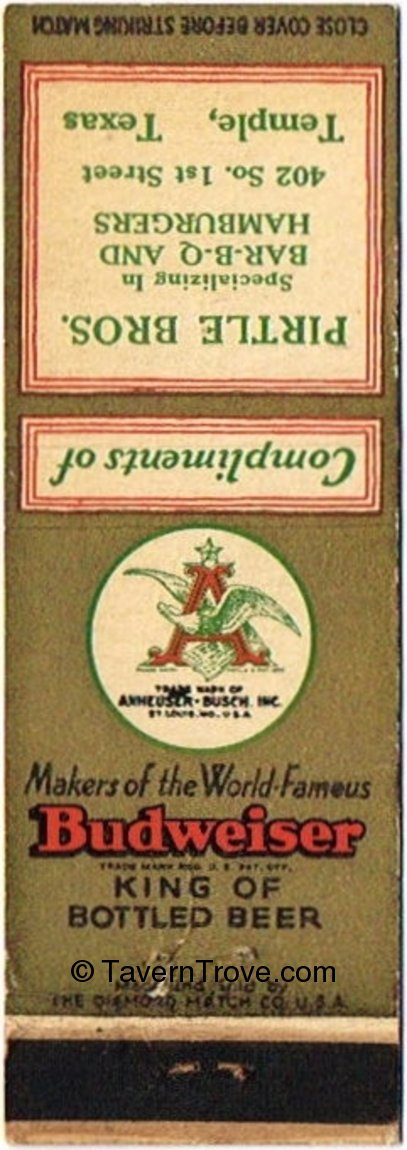 CLOSE COVER BEFORE STRIKING MATCH
Compliments of
PIRTLE BROS.
Specializing In
BAR-B-Q AND
HAMBURGERS
402 So. 1st Street
Temple, Texas
TRADE MARK OF
ANHEUSER-BUSCH, INC.
ST. LOUIS, MO., U.S.A.
Makers of the World-Famous
Budweiser
TRADE MARK REG. U.S. PAT. OFF.
KING OF
BOTTLED BEER
© TavernTrove.com
THE DIAMOND MATCH CO. U.S.A.